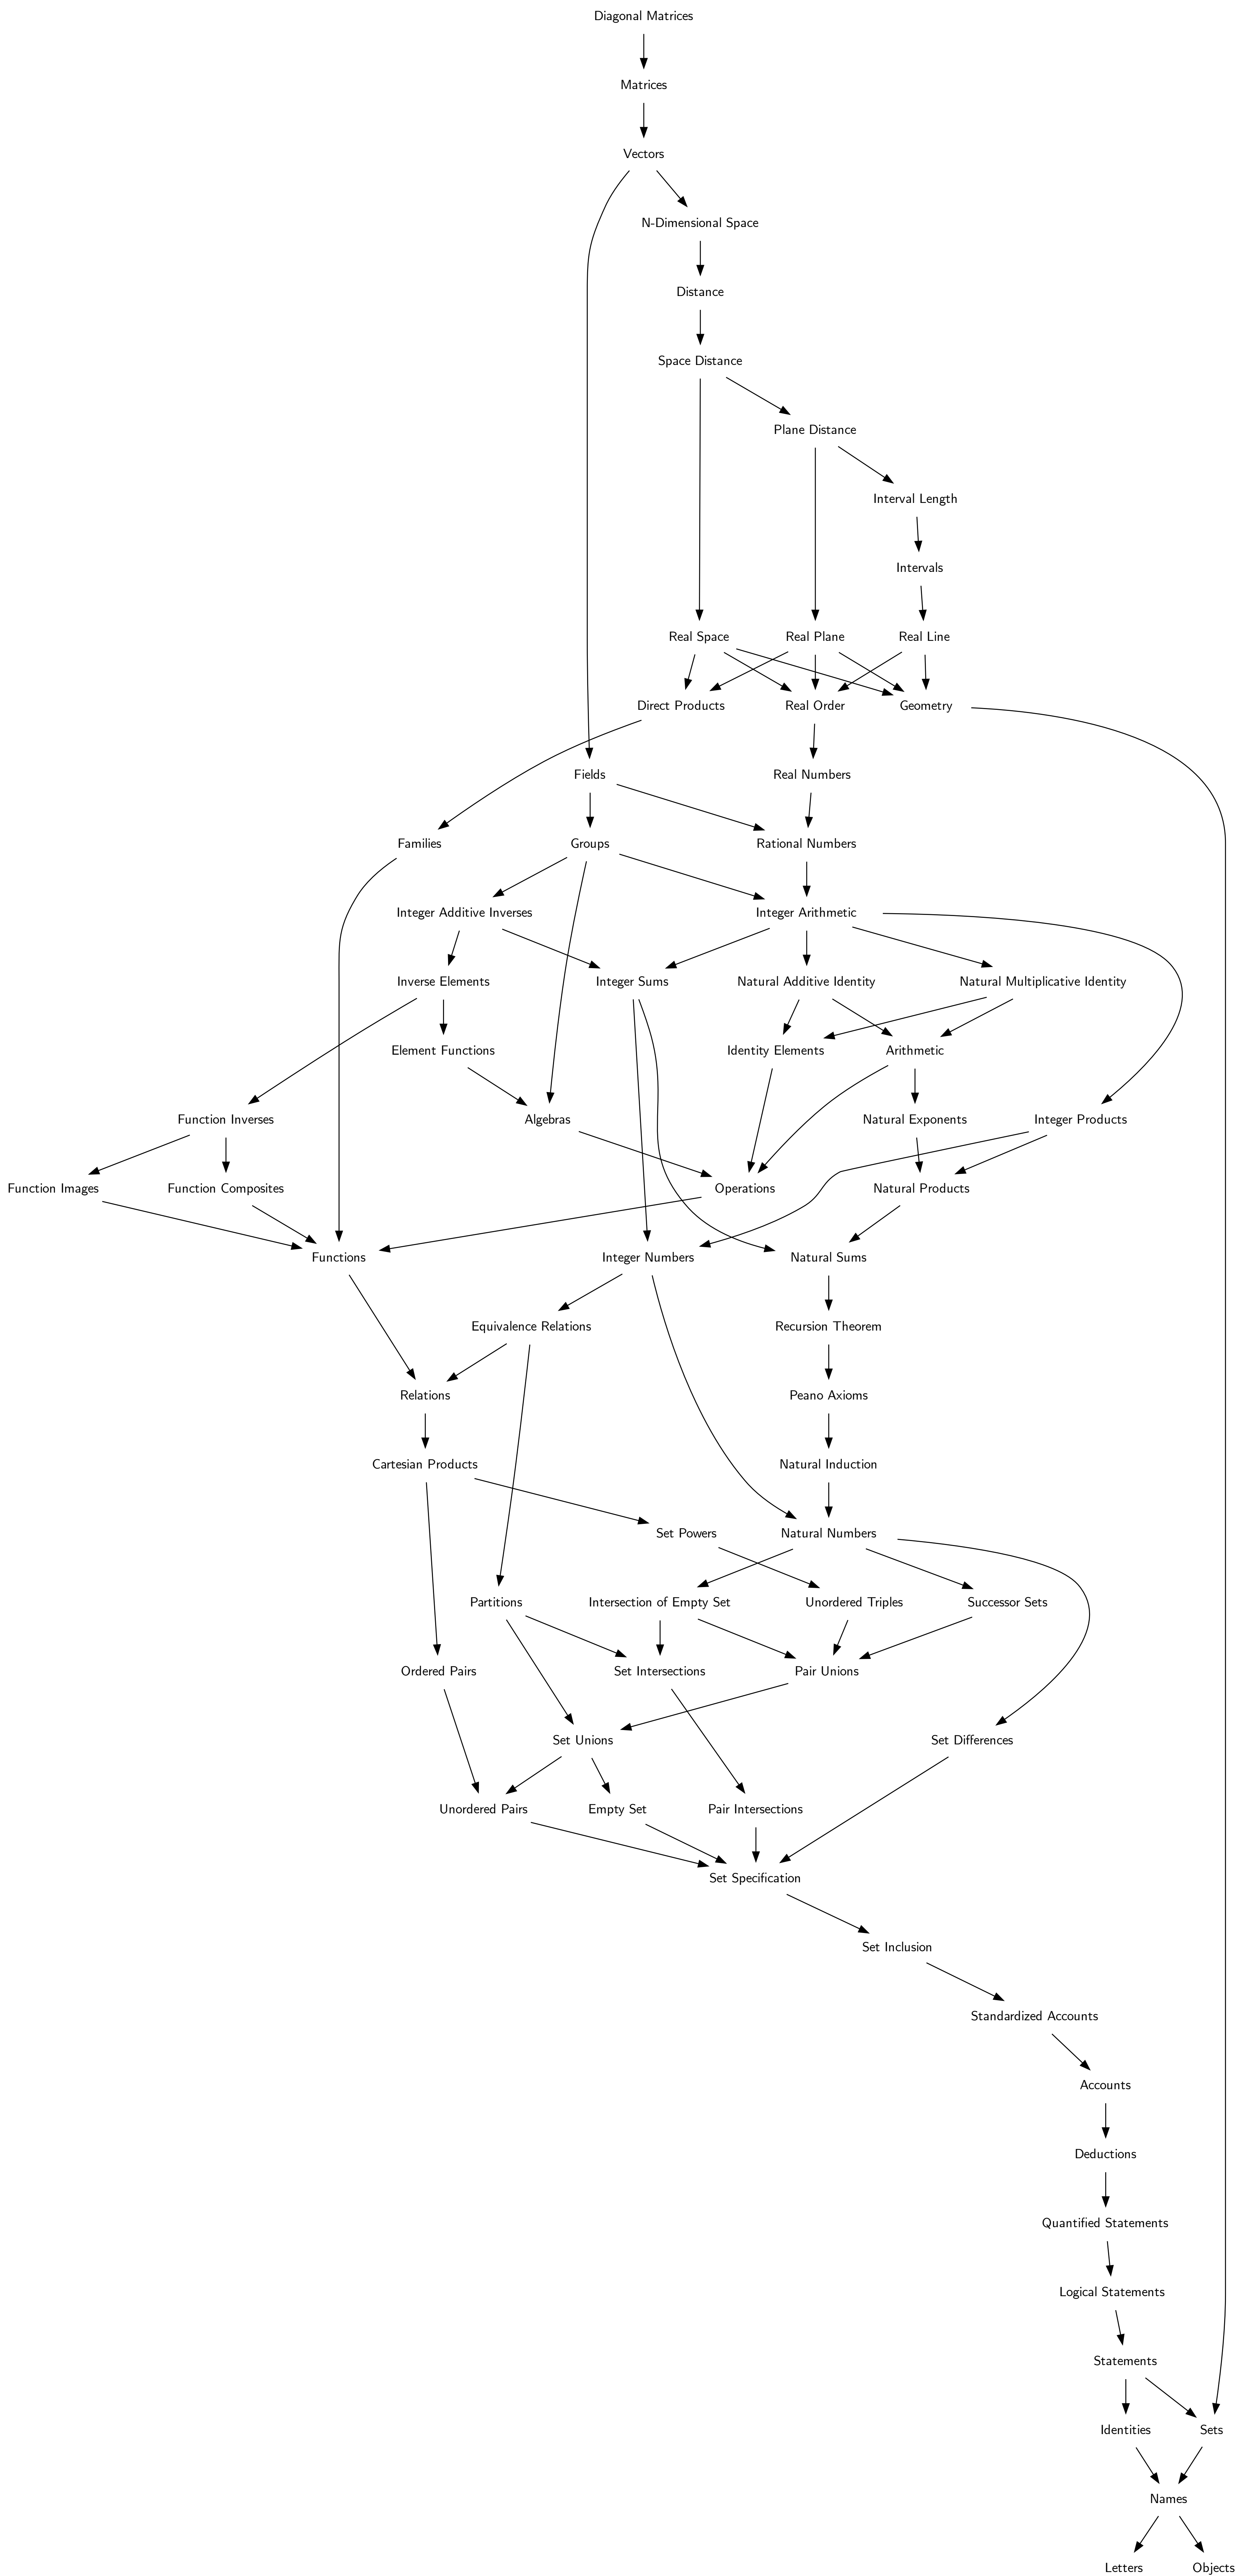 Diagonal Matrices
Matrices
Vectors
N-Dimensional Space
Distance
Space Distance
Plane Distance
Interval Length
Intervals
Real Space
Real Plane
Real Line
Direct Products
Real Order
Geometry
Fields
Real Numbers
Families
Groups
Rational Numbers
Integer Additive Inverses
Integer Arithmetic
Inverse Elements
Integer Sums
Natural Additive Identity
Natural Multiplicative Identity
Element Functions
Identity Elements
Arithmetic
Function Inverses
Algebras
Natural Exponents
Integer Products
Function Images
Function Composites
Operations
Natural Products
Functions
Integer Numbers
Natural Sums
Equivalence Relations
Recursion Theorem
Relations
Peano Axioms
Cartesian Products
Natural Induction
Set Powers
Natural Numbers
Partitions
Intersection of Empty Set
Unordered Triples
Successor Sets
Ordered Pairs
Set Intersections
Pair Unions
Set Unions
Set Differences
Unordered Pairs
Empty Set
Pair Intersections
Set Specification
Set Inclusion
Standardized Accounts
Accounts
Deductions
Quantified Statements
Logical Statements
Statements
Identities
Sets
Names
Letters
Objects